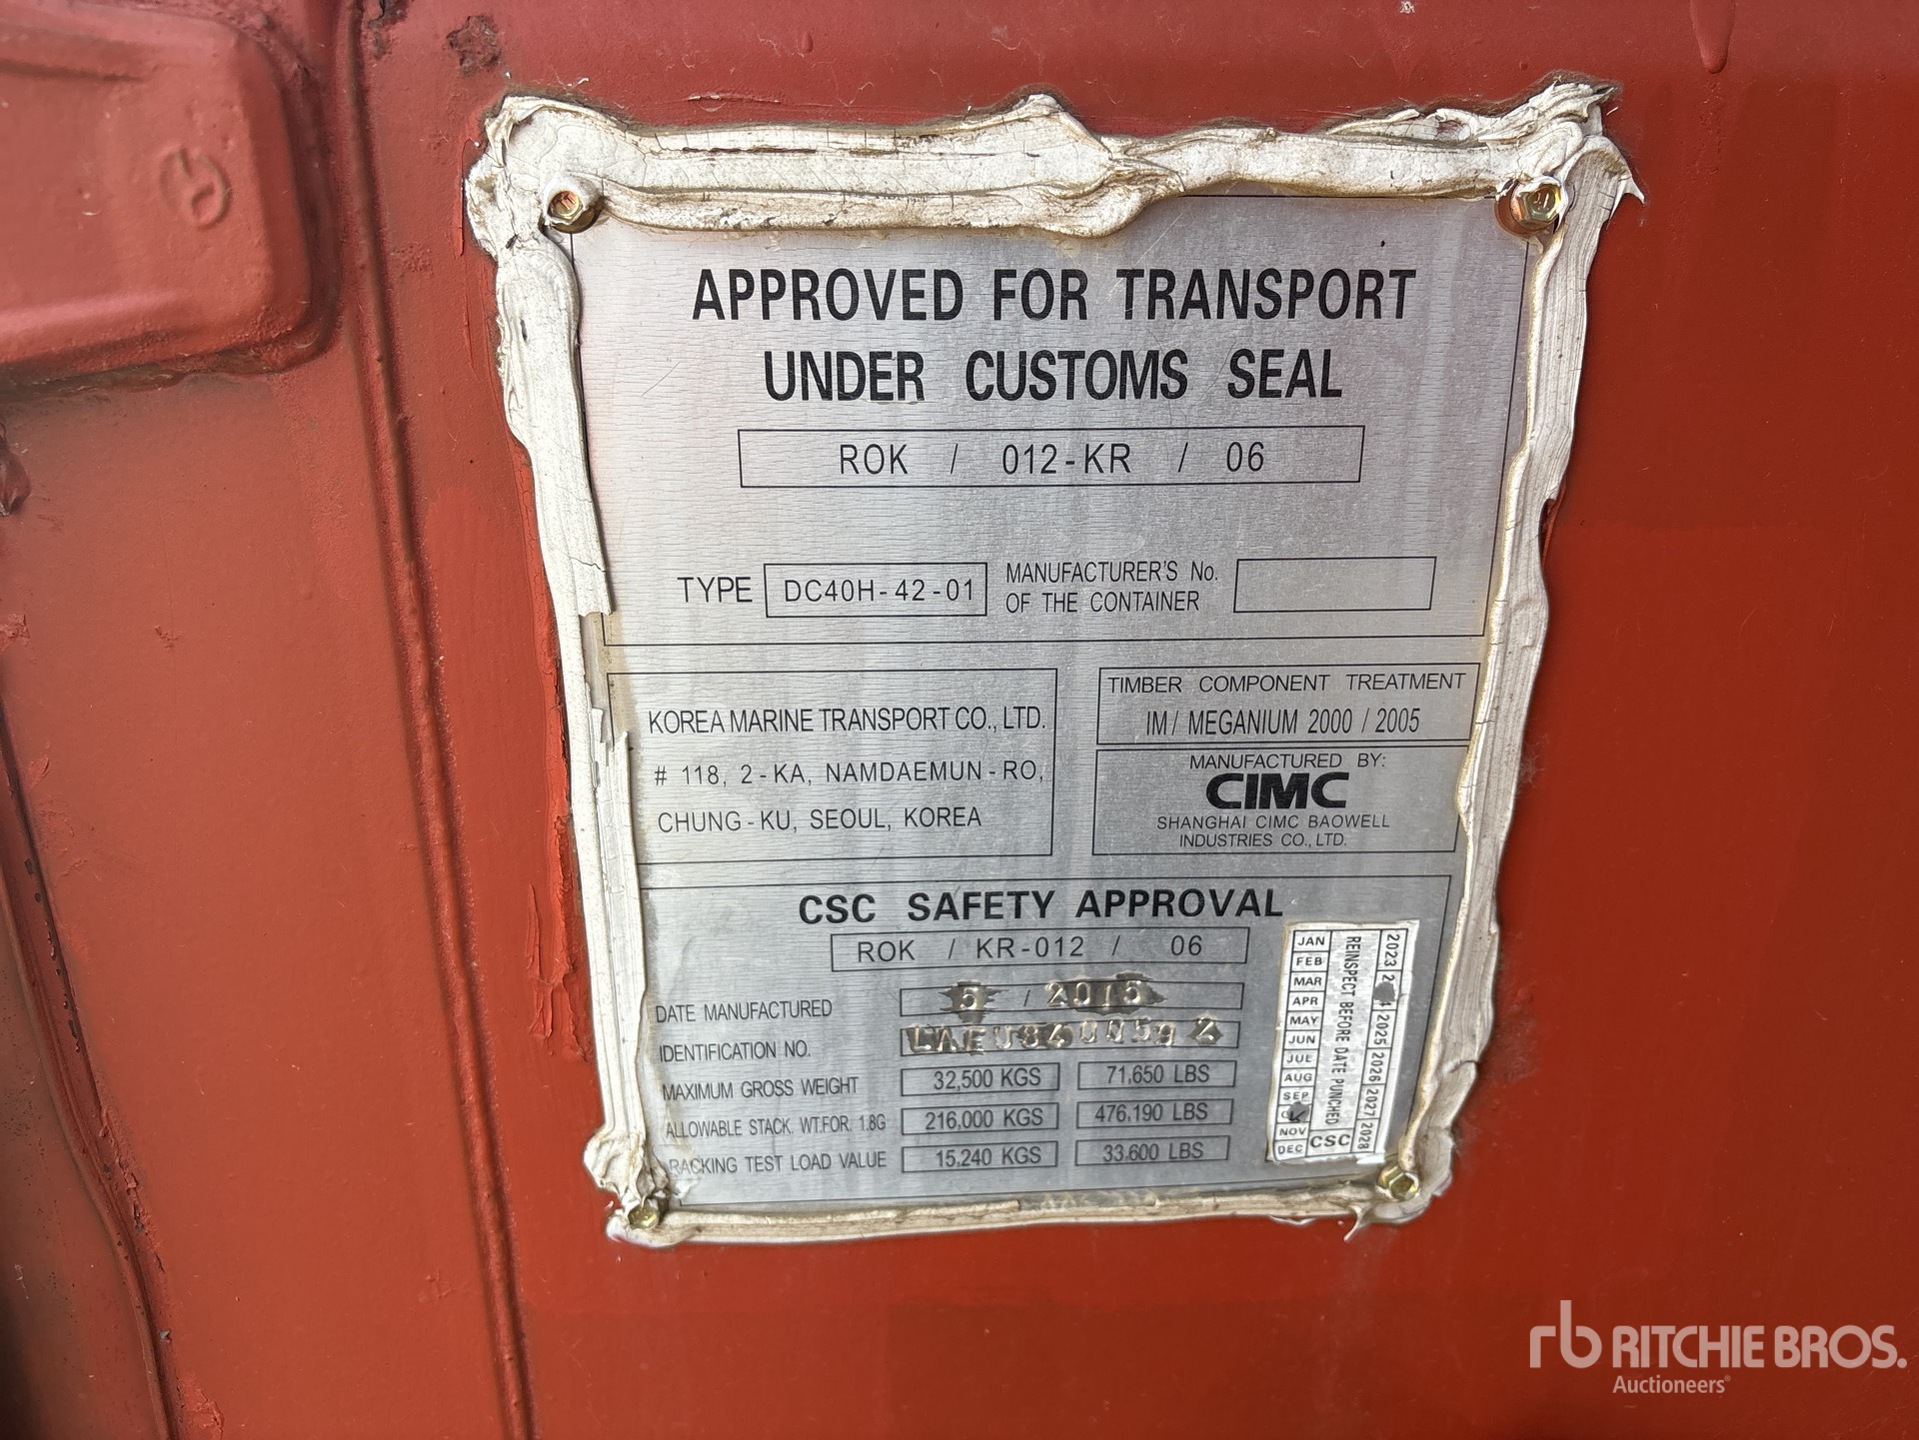 APPROVED FOR TRANSPORT
UNDER CUSTOMS SEAL
ROK / 012-KR / 06
TYPE DC40H-42-01
MANUFACTURER'S No.
OF THE CONTAINER
KOREA MARINE TRANSPORT CO., LTD.
# 118, 2-KA, NAMDAEMUN-RO,
CHUNG-KU, SEOUL, KOREA
TIMBER COMPONENT TREATMENT
IM / MEGANIUM 2000 / 2005
MANUFACTURED BY:
CIMC
SHANGHAI CIMC BAOWELL
INDUSTRIES CO., LTD.
CSC SAFETY APPROVAL
ROK / KR-012 / 06
DATE MANUFACTURED 5 / 2015
IDENTIFICATION NO.
MAXIMUM GROSS WEIGHT 32,500 KGS 71,650 LBS
ALLOWABLE STACK. WT.FOR. 1.8G 216,000 KGS 476,190 LBS
RACKING TEST LOAD VALUE 15,240 KGS 33,600 LBS
JAN
FEB
MAR
APR
MAY
JUN
JUL
AUG
SEP
NOV
DEC
REINSPECT BEFORE DATE PUNCHED
CSC
2023 2025 2026 2027 2028
rb RITCHIE BROS.
Auctioneers®